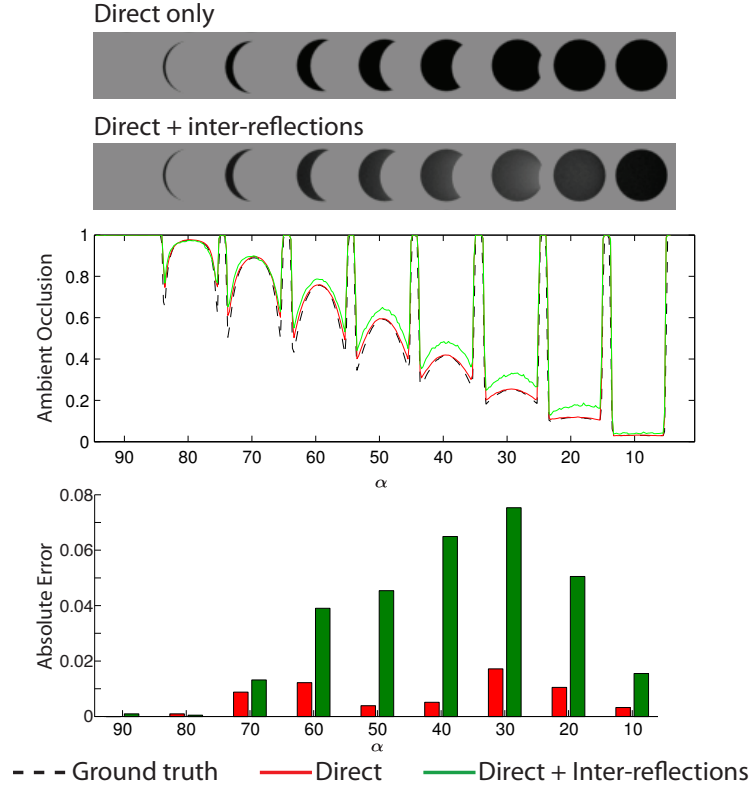 Direct only
Direct + inter-reflections
Ambient Occlusion
1
0.8
0.6
0.4
0.2
0
90 80 70 60 50 40 30 20 10
α
Absolute Error
0.08
0.06
0.04
0.02
0
90 80 70 60 50 40 30 20 10
α
Ground truth Direct Direct + Inter-reflections